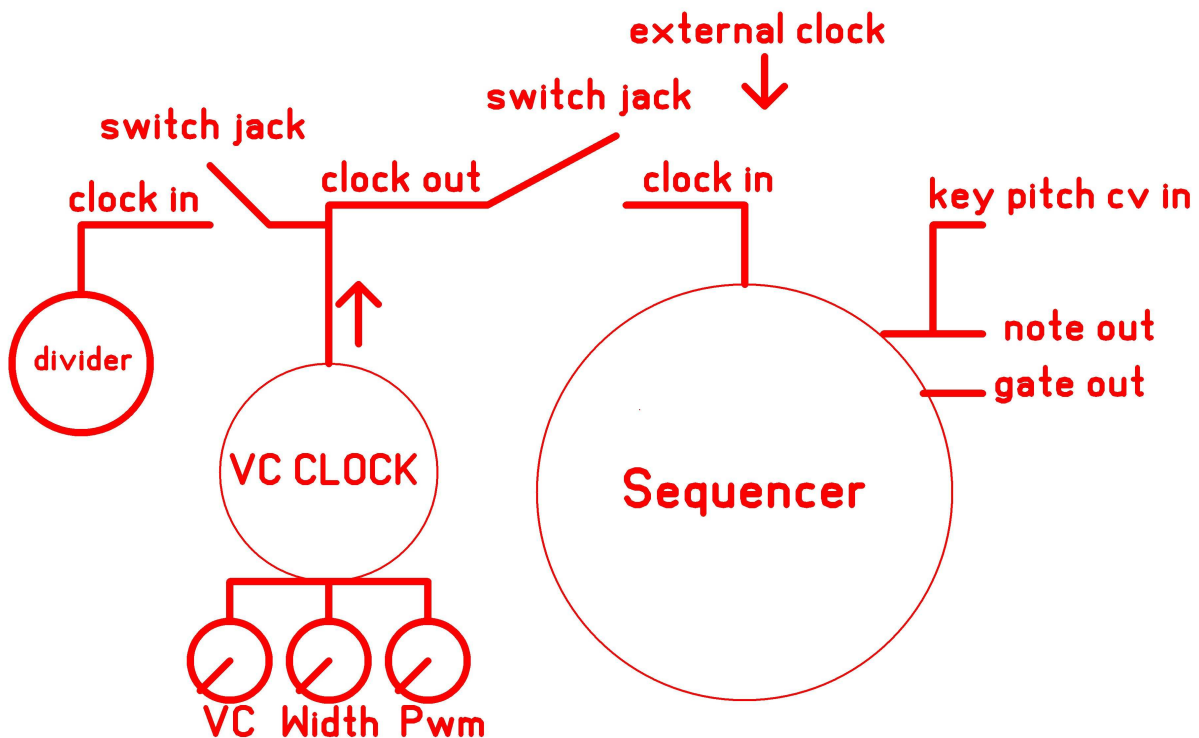 external clock
switch jack
switch jack
clock in
clock out
clock in
key pitch cv in
note out
divider
gate out
VC CLOCK
Sequencer
VC
Width
Pwm